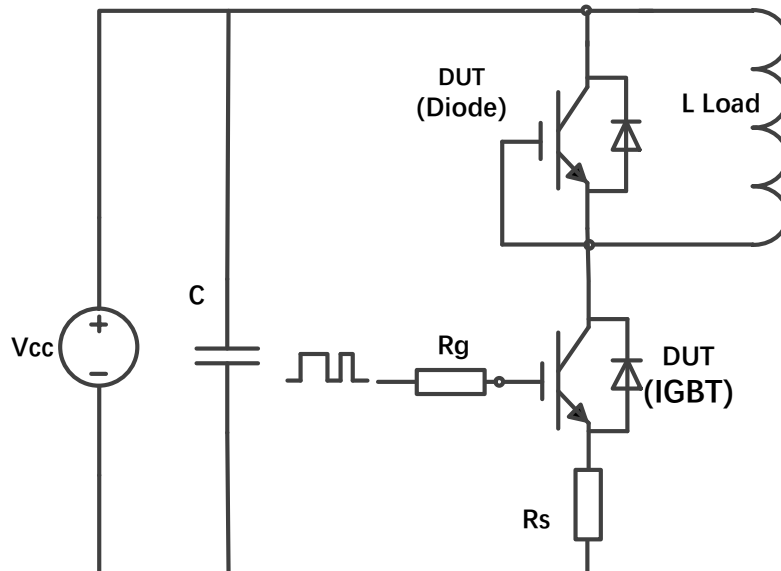 DUT
(Diode)
L Load
C
Vcc
Rg
DUT
(IGBT)
Rs